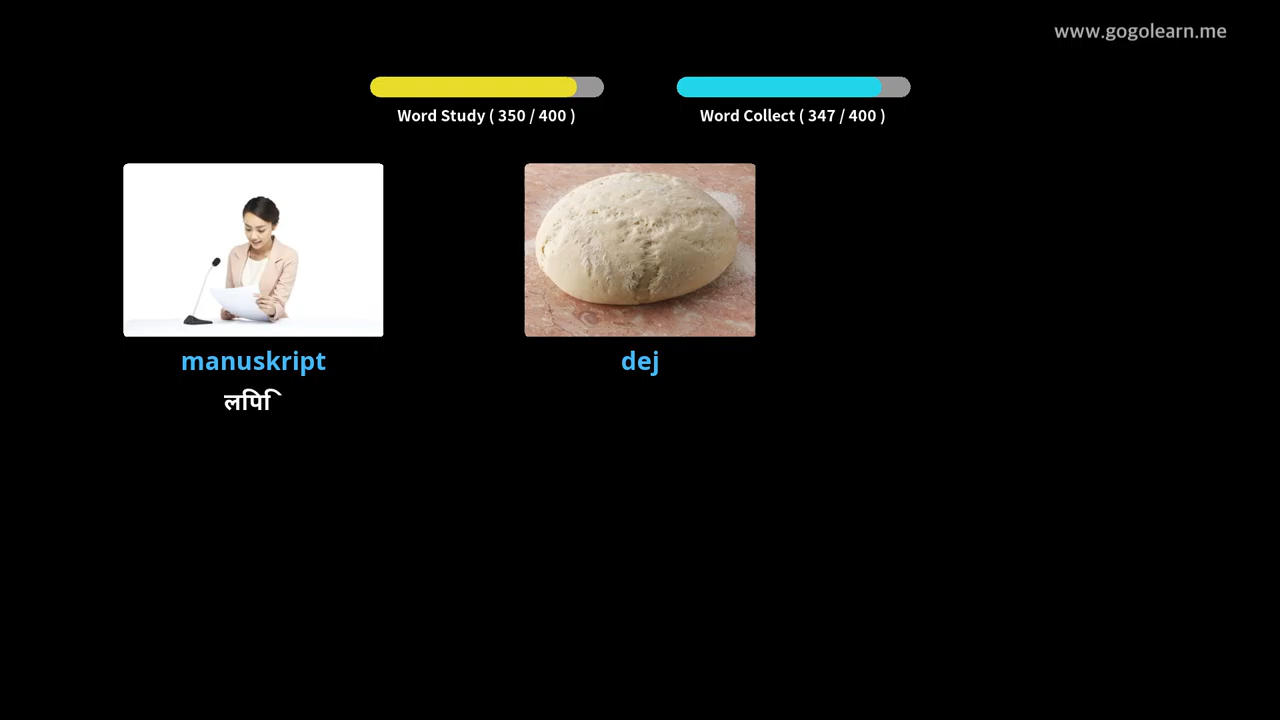 www.gogolearn.me
Word Study ( 350 / 400 )
Word Collect ( 347 / 400 )
manuskript
dej
लिपि